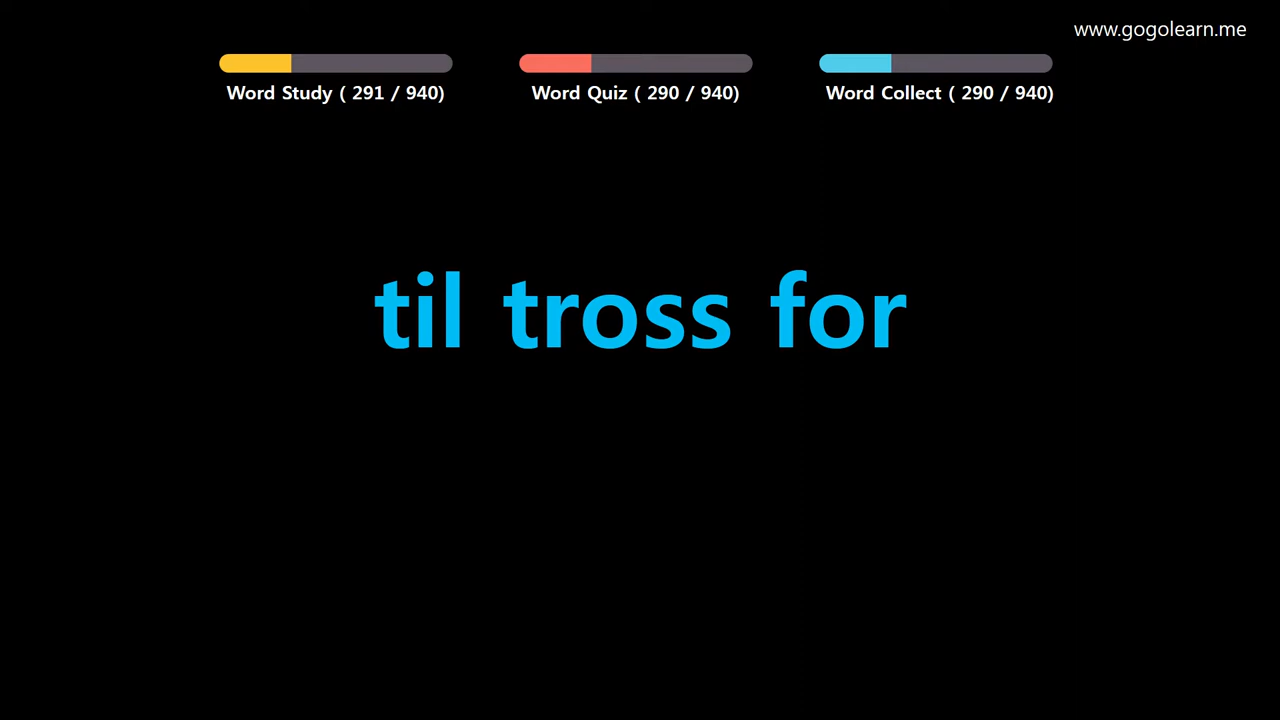 www.gogolearn.me
Word Study ( 291 / 940) Word Quiz ( 290 / 940) Word Collect ( 290 / 940)
til tross for